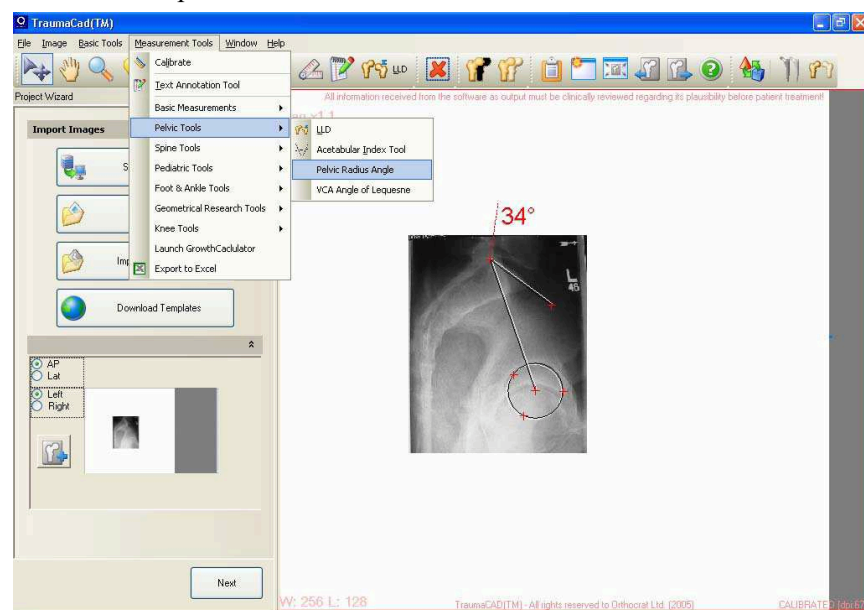 TraumaCad(TM)
File Image Basic Tools Measurement Tools Window Help
LLD
Project Wizard
All information received from the software as output must be clinically reviewed regarding its plausibility before patient treatment!
Import Images
Calibrate
Text Annotation Tool
Basic Measurements
Pelvic Tools
Spine Tools
Pediatric Tools
Foot & Ankle Tools
Geometrical Research Tools
Knee Tools
Launch GrowthCaclulator
Export to Excel
LLD
Acetabular Index Tool
Pelvic Radius Angle
VCA Angle of Lequesne
34°
L
45
S
Imp
Download Templates
AP
Lat
Left
Right
Next
W: 256 L: 128
TraumaCAD(TM) - All rights reserved to Orthocrat Ltd. (2005)
CALIBRATED